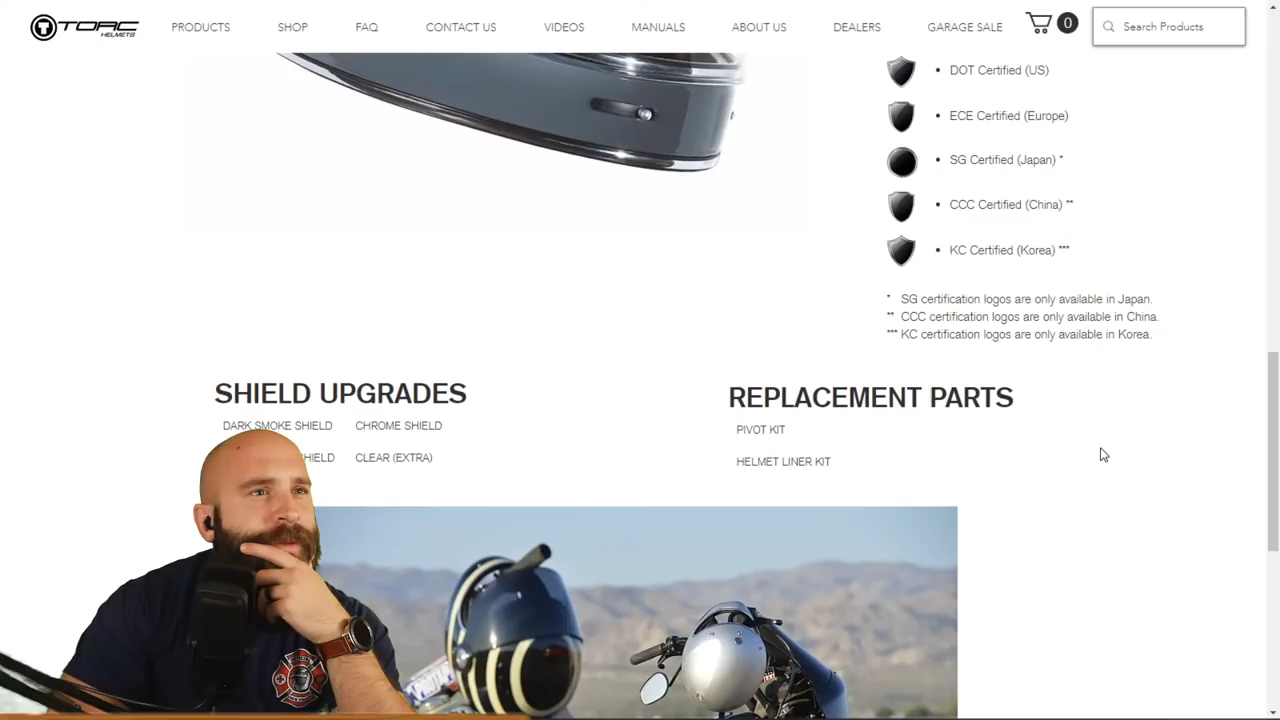 TORC
HELMETS
PRODUCTS
SHOP
FAQ
CONTACT US
VIDEOS
MANUALS
ABOUT US
DEALERS
GARAGE SALE
0
Search Products
• DOT Certified (US)
• ECE Certified (Europe)
• SG Certified (Japan) *
• CCC Certified (China) **
• KC Certified (Korea) ***
* SG certification logos are only available in Japan.
** CCC certification logos are only available in China.
*** KC certification logos are only available in Korea.
SHIELD UPGRADES
DARK SMOKE SHIELD
CHROME SHIELD
SHIELD
CLEAR (EXTRA)
REPLACEMENT PARTS
PIVOT KIT
HELMET LINER KIT